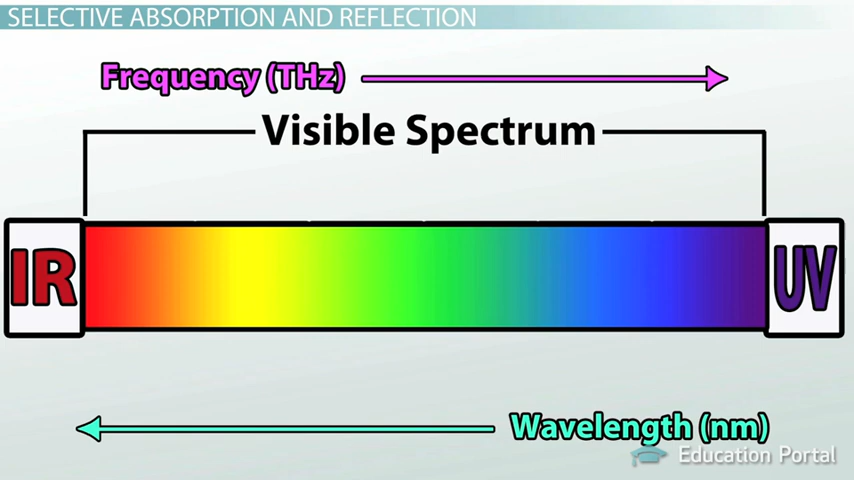 SELECTIVE ABSORPTION AND REFLECTION
Frequency (THz)
Visible Spectrum
IR
UV
Wavelength (nm)
Education Portal